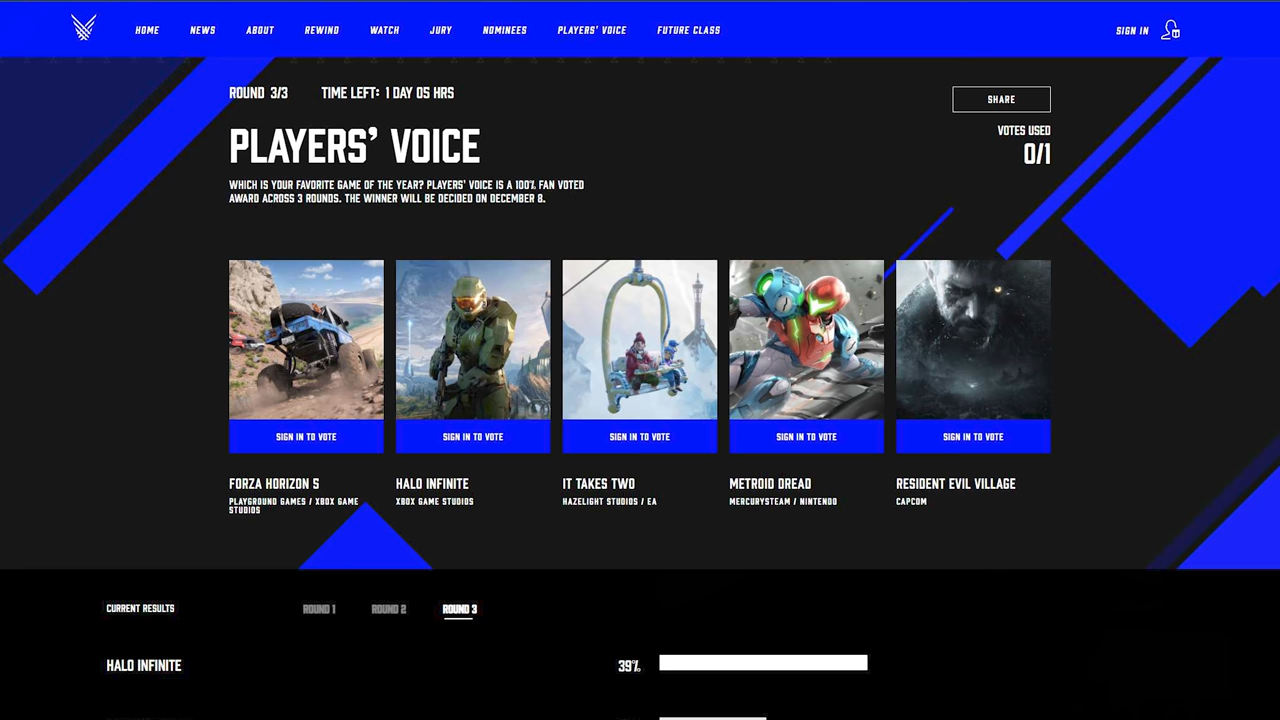 HOME NEWS ABOUT REWIND WATCH JURY NOMINEES PLAYERS' VOICE FUTURE CLASS SIGN IN
ROUND 3/3 TIME LEFT: 1 DAY 05 HRS
SHARE
PLAYERS' VOICE
VOTES USED
0/1
WHICH IS YOUR FAVORITE GAME OF THE YEAR? PLAYERS' VOICE IS A 100% FAN VOTED
AWARD ACROSS 3 ROUNDS. THE WINNER WILL BE DECIDED ON DECEMBER 8.
SIGN IN TO VOTE SIGN IN TO VOTE SIGN IN TO VOTE SIGN IN TO VOTE SIGN IN TO VOTE
FORZA HORIZON 5
PLAYGROUND GAMES / XBOX GAME
STUDIOS
HALO INFINITE
XBOX GAME STUDIOS
IT TAKES TWO
HAZELIGHT STUDIOS / EA
METROID DREAD
MERCURYSTEAM / NINTENDO
RESIDENT EVIL VILLAGE
CAPCOM
CURRENT RESULTS ROUND 1 ROUND 2 ROUND 3
HALO INFINITE 39%